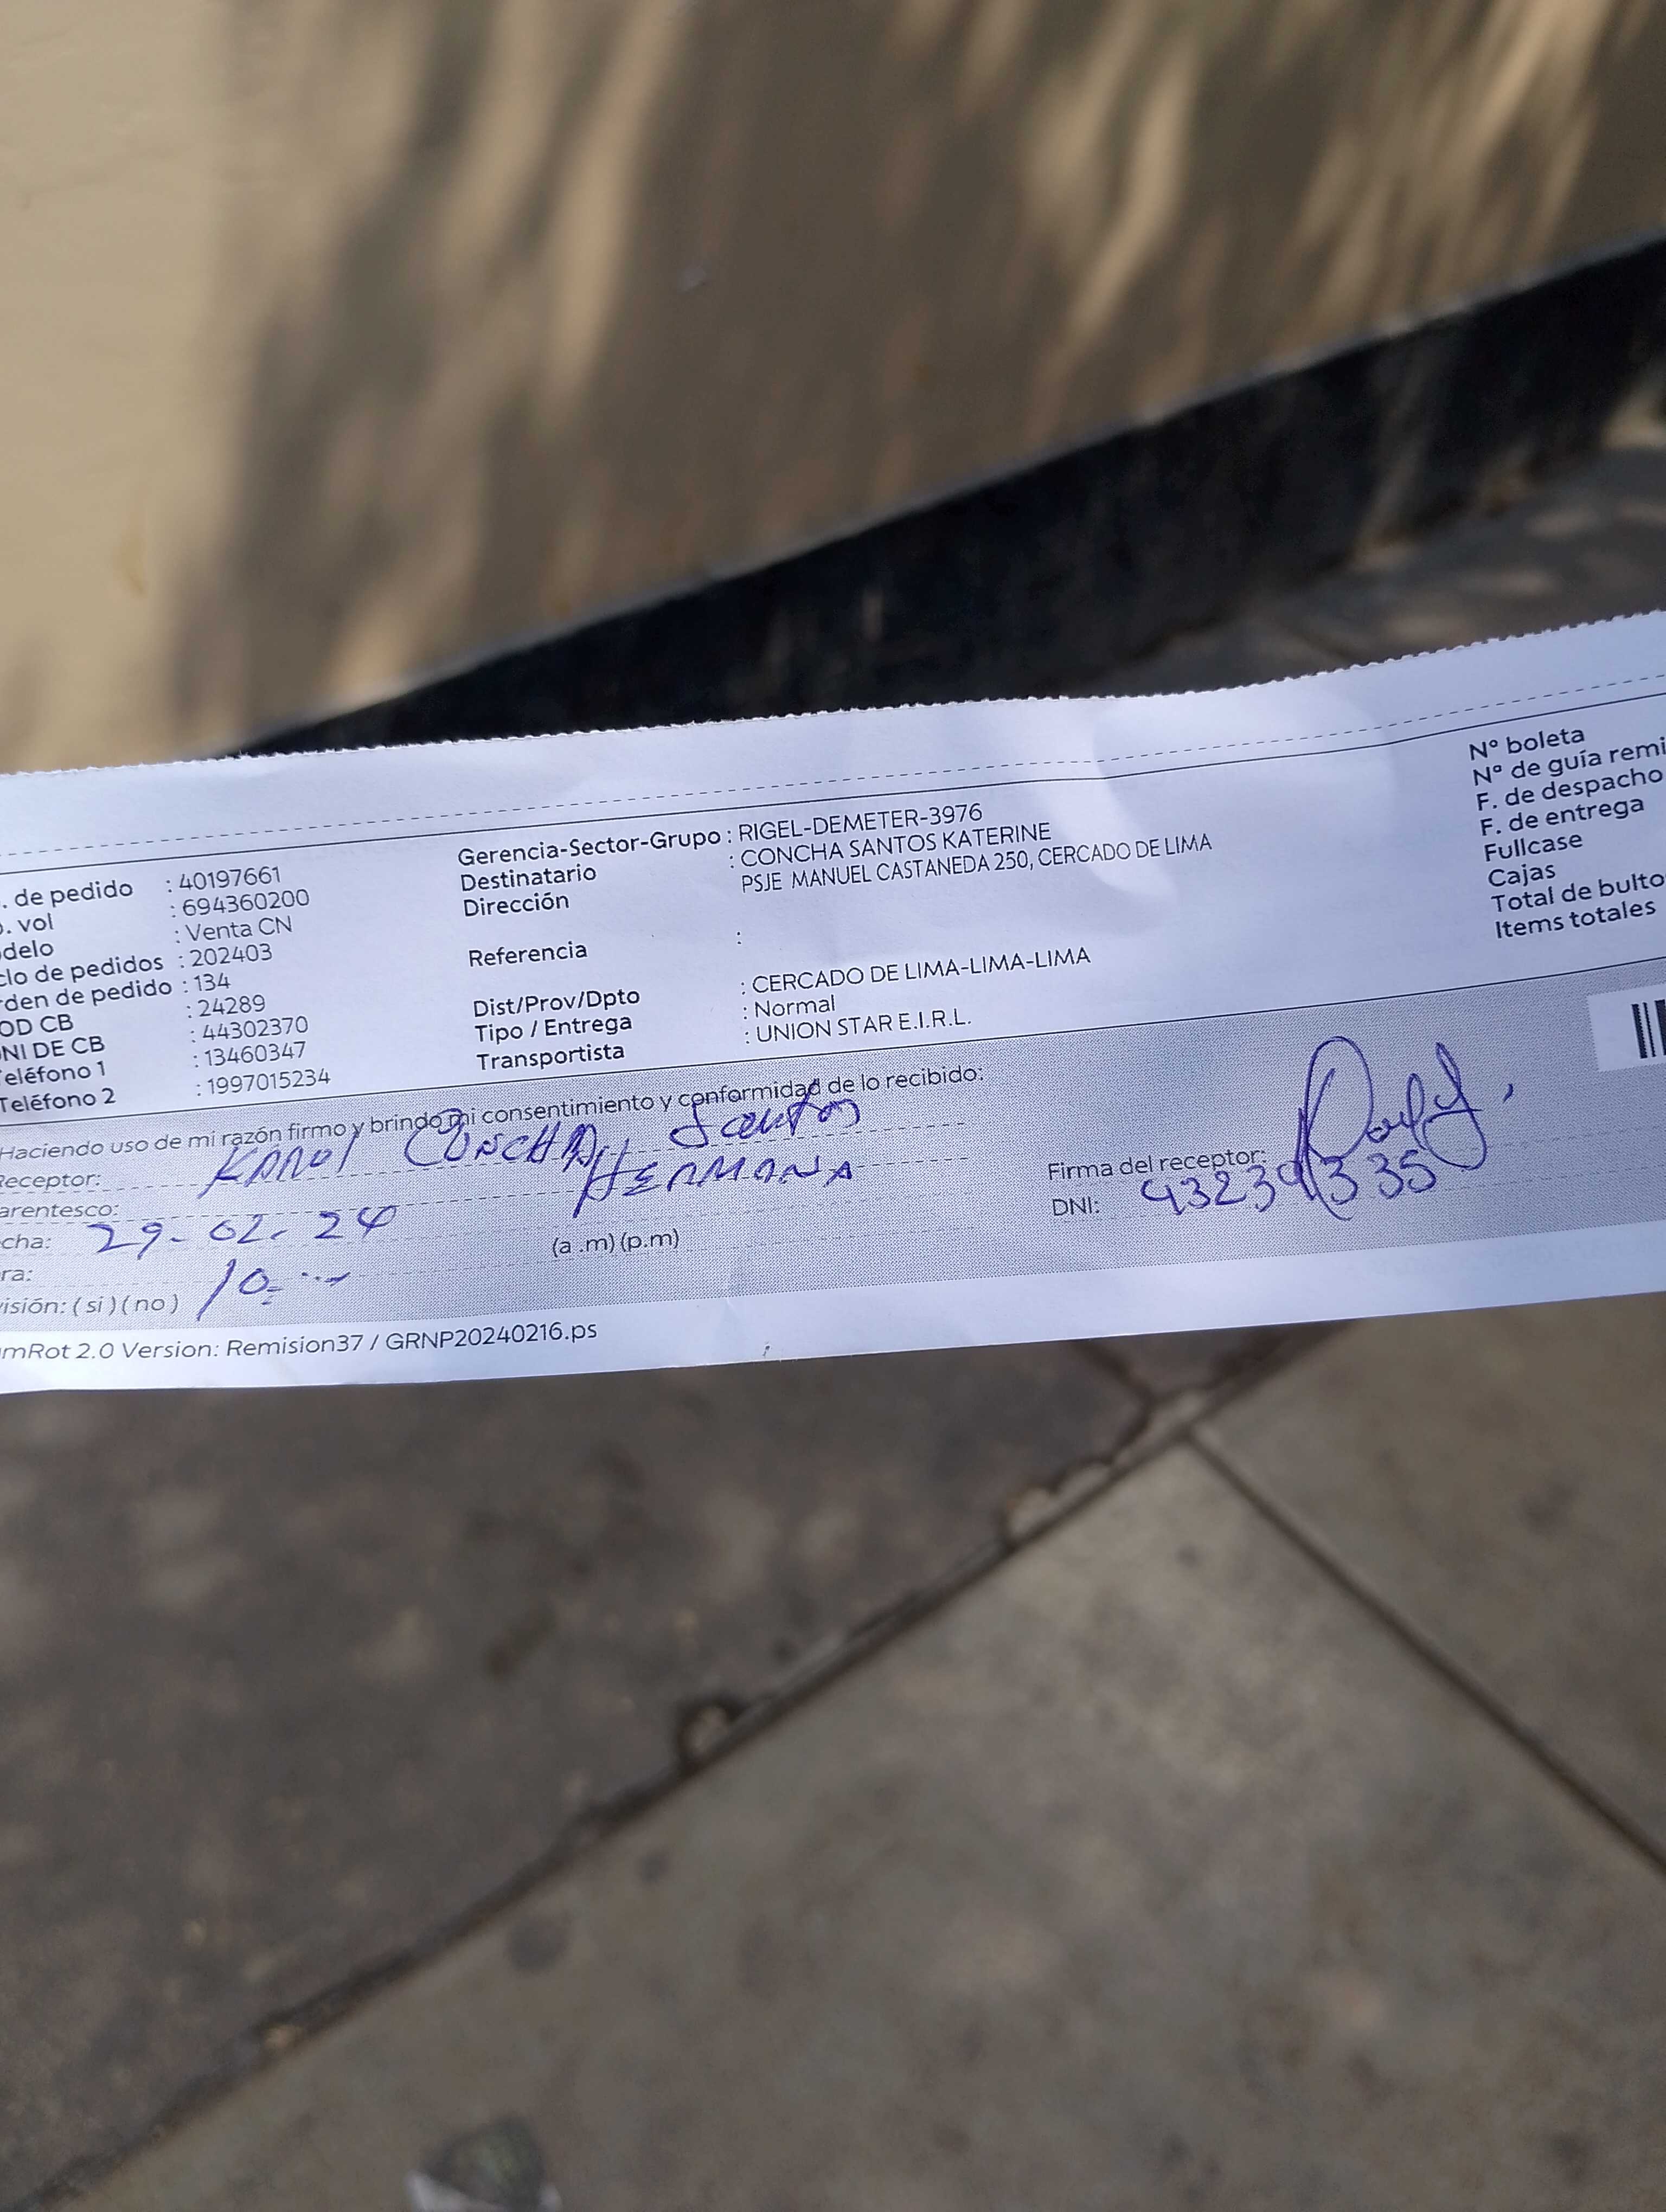 . de pedido : 40197661
. vol : 694360200
delo : Venta CN
clo de pedidos : 202403
den de pedido : 134
OD CB : 24289
NI DE CB : 44302370
eléfono 1 : 13460347
Teléfono 2 : 1997015234
Gerencia-Sector-Grupo : RIGEL-DEMETER-3976
Destinatario : CONCHA SANTOS KATERINE
Dirección PSJE MANUEL CASTANEDA 250, CERCADO DE LIMA
Referencia :
Dist/Prov/Dpto : CERCADO DE LIMA-LIMA-LIMA
Tipo / Entrega : Normal
Transportista : UNION STAR E.I.R.L.
N° boleta
N° de guía remi
F. de despacho
F. de entrega
Fullcase
Cajas
Total de bulto
Items totales
Haciendo uso de mi razón firmo y brindo mi consentimiento y conformidad de lo recibido:
Receptor: KAROl CONCHA Santos
arentesco: HERMANA
cha: 29-02-24
ra: 10 (a .m) (p.m)
isión: ( si ) ( no )
Firma del receptor:
DNI:
mRot 2.0 Version: Remision37 / GRNP20240216.ps